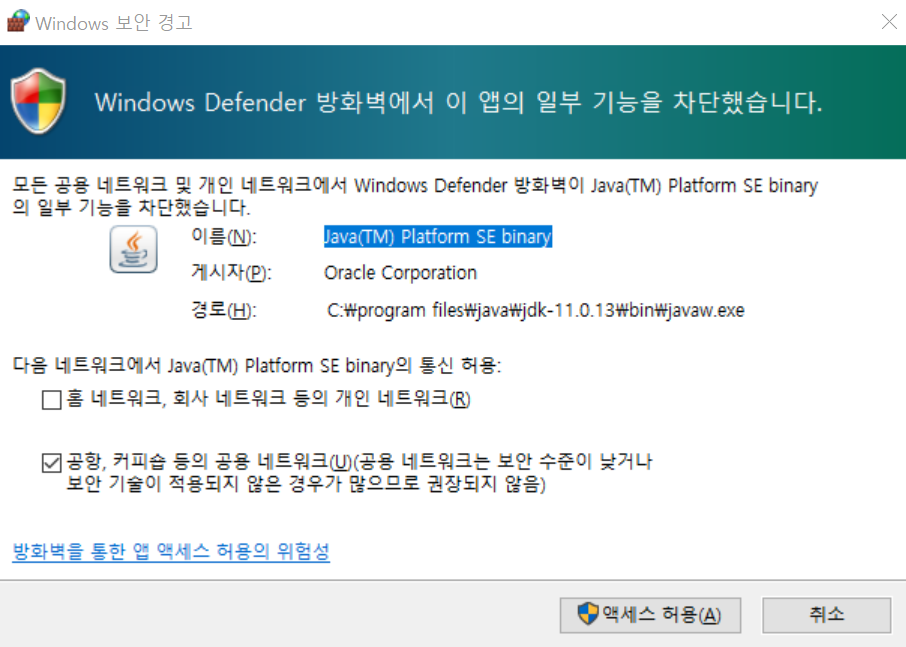 Windows 보안 경고
Windows Defender 방화벽에서 이 앱의 일부 기능을 차단했습니다.
모든 공용 네트워크 및 개인 네트워크에서 Windows Defender 방화벽이 Java(TM) Platform SE binary
의 일부 기능을 차단했습니다.
이름(N): Java(TM) Platform SE binary
게시자(P): Oracle Corporation
경로(H): C:₩program files₩java₩jdk-11.0.13₩bin₩javaw.exe
다음 네트워크에서 Java(TM) Platform SE binary의 통신 허용:
홈 네트워크, 회사 네트워크 등의 개인 네트워크(R)
공항, 커피숍 등의 공용 네트워크(U)(공용 네트워크는 보안 수준이 낮거나
보안 기술이 적용되지 않은 경우가 많으므로 권장되지 않음)
방화벽을 통한 앱 액세스 허용의 위험성
액세스 허용(A) 취소